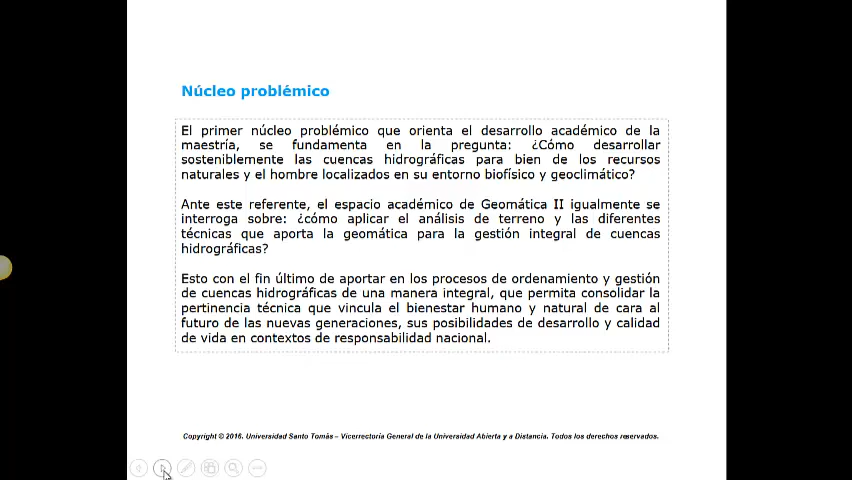 Núcleo problémico
El primer núcleo problémico que orienta el desarrollo académico de la
maestría, se fundamenta en la pregunta: ¿Cómo desarrollar
sosteniblemente las cuencas hidrográficas para bien de los recursos
naturales y el hombre localizados en su entorno biofísico y geoclimático?
Ante este referente, el espacio académico de Geomática II igualmente se
interroga sobre: ¿cómo aplicar el análisis de terreno y las diferentes
técnicas que aporta la geomática para la gestión integral de cuencas
hidrográficas?
Esto con el fin último de aportar en los procesos de ordenamiento y gestión
de cuencas hidrográficas de una manera integral, que permita consolidar la
pertinencia técnica que vincula el bienestar humano y natural de cara al
futuro de las nuevas generaciones, sus posibilidades de desarrollo y calidad
de vida en contextos de responsabilidad nacional.
Copyright © 2016. Universidad Santo Tomás – Vicerrectoría General de la Universidad Abierta y a Distancia. Todos los derechos reservados.